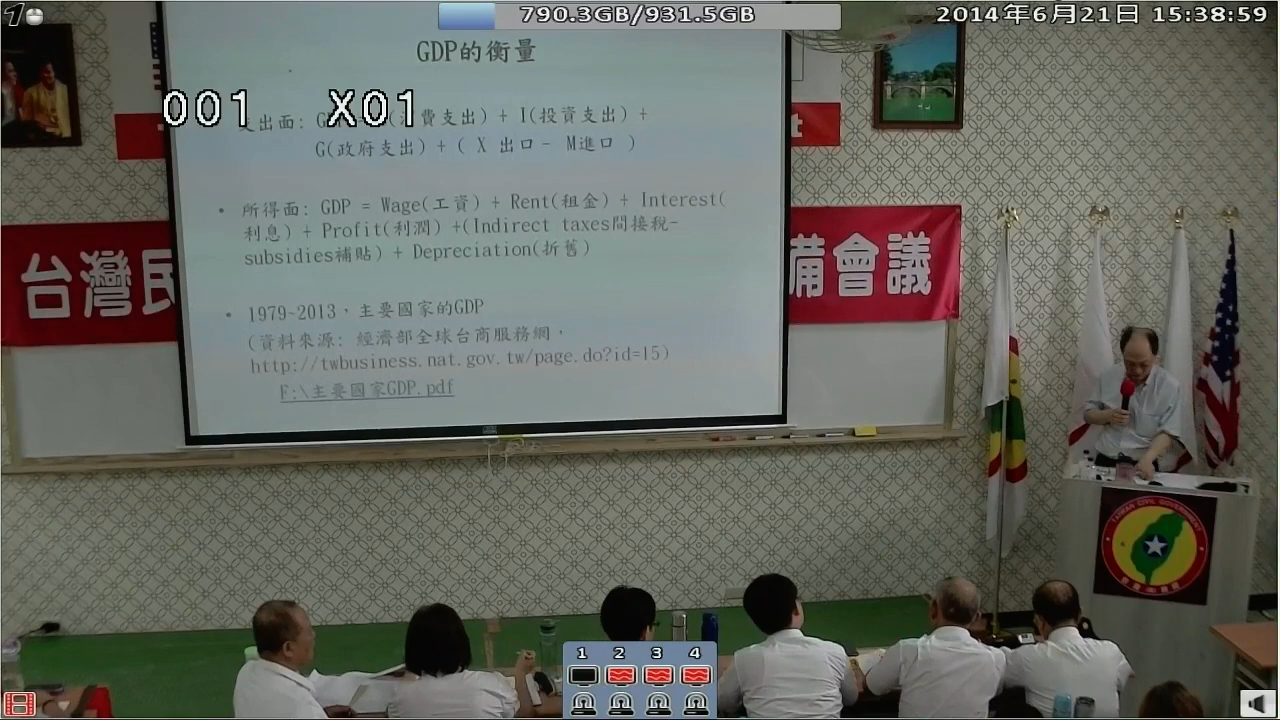 1
790.3GB/931.5GB
2014年6月21日 15:38:59
GDP的衡量
001 X01
支出面: G (消費支出) + I(投資支出) +
G(政府支出) + ( X 出口 - M進口 )
• 所得面: GDP = Wage(工資) + Rent(租金) + Interest(
利息) + Profit(利潤) +(Indirect taxes間接稅-
subsidies補貼) + Depreciation(折舊)
• 1979~2013，主要國家的GDP
(資料來源: 經濟部全球台商服務網，
http://twbusiness.nat.gov.tw/page.do?id=15)
F:\主要國家GDP.pdf
t
台灣民 備會議
TAIWAN CIVIL GOVERNMENT
1 2 3 4